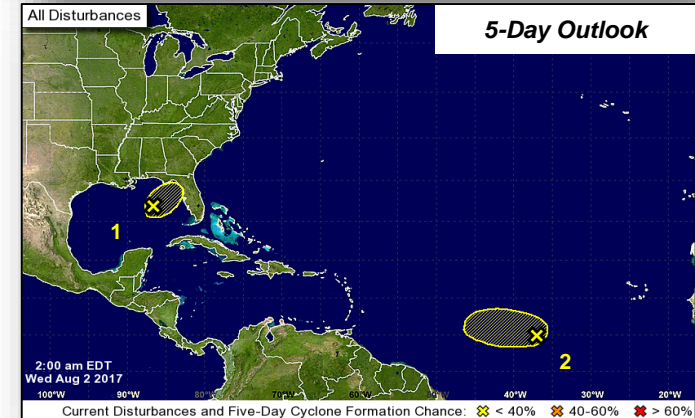 All Disturbances
5-Day Outlook
1
2
2:00 am EDT
Wed Aug 2 2017
100°W 90°W 80°W 70°W 60°W 40°W 30°W 20°W
Current Disturbances and Five-Day Cyclone Formation Chance: < 40% 40-60% > 60%